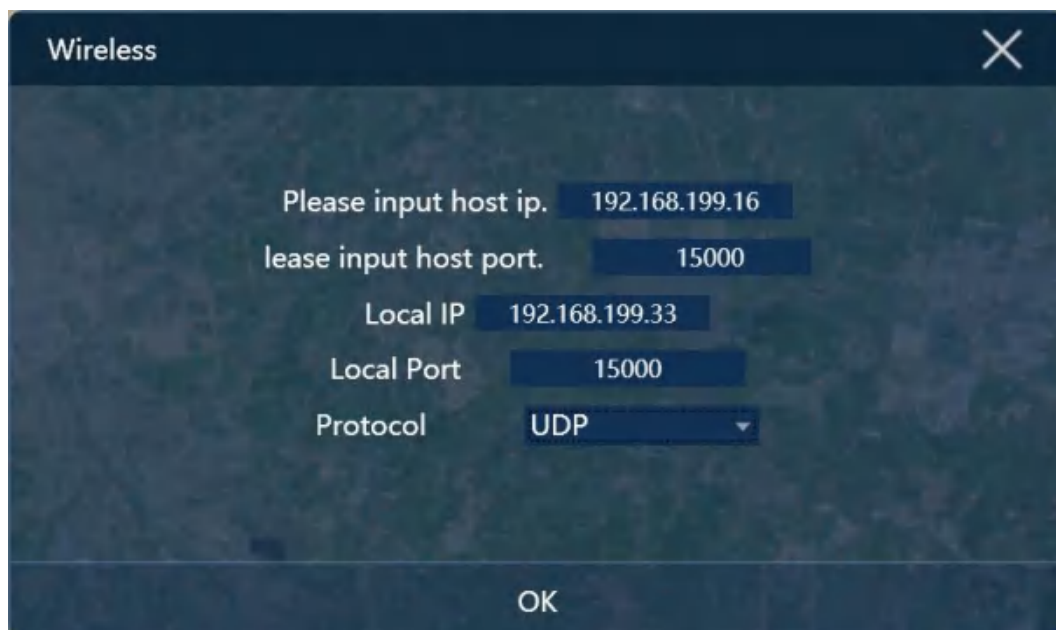 Wireless
Please input host ip. 192.168.199.16
lease input host port. 15000
Local IP 192.168.199.33
Local Port 15000
Protocol UDP
OK